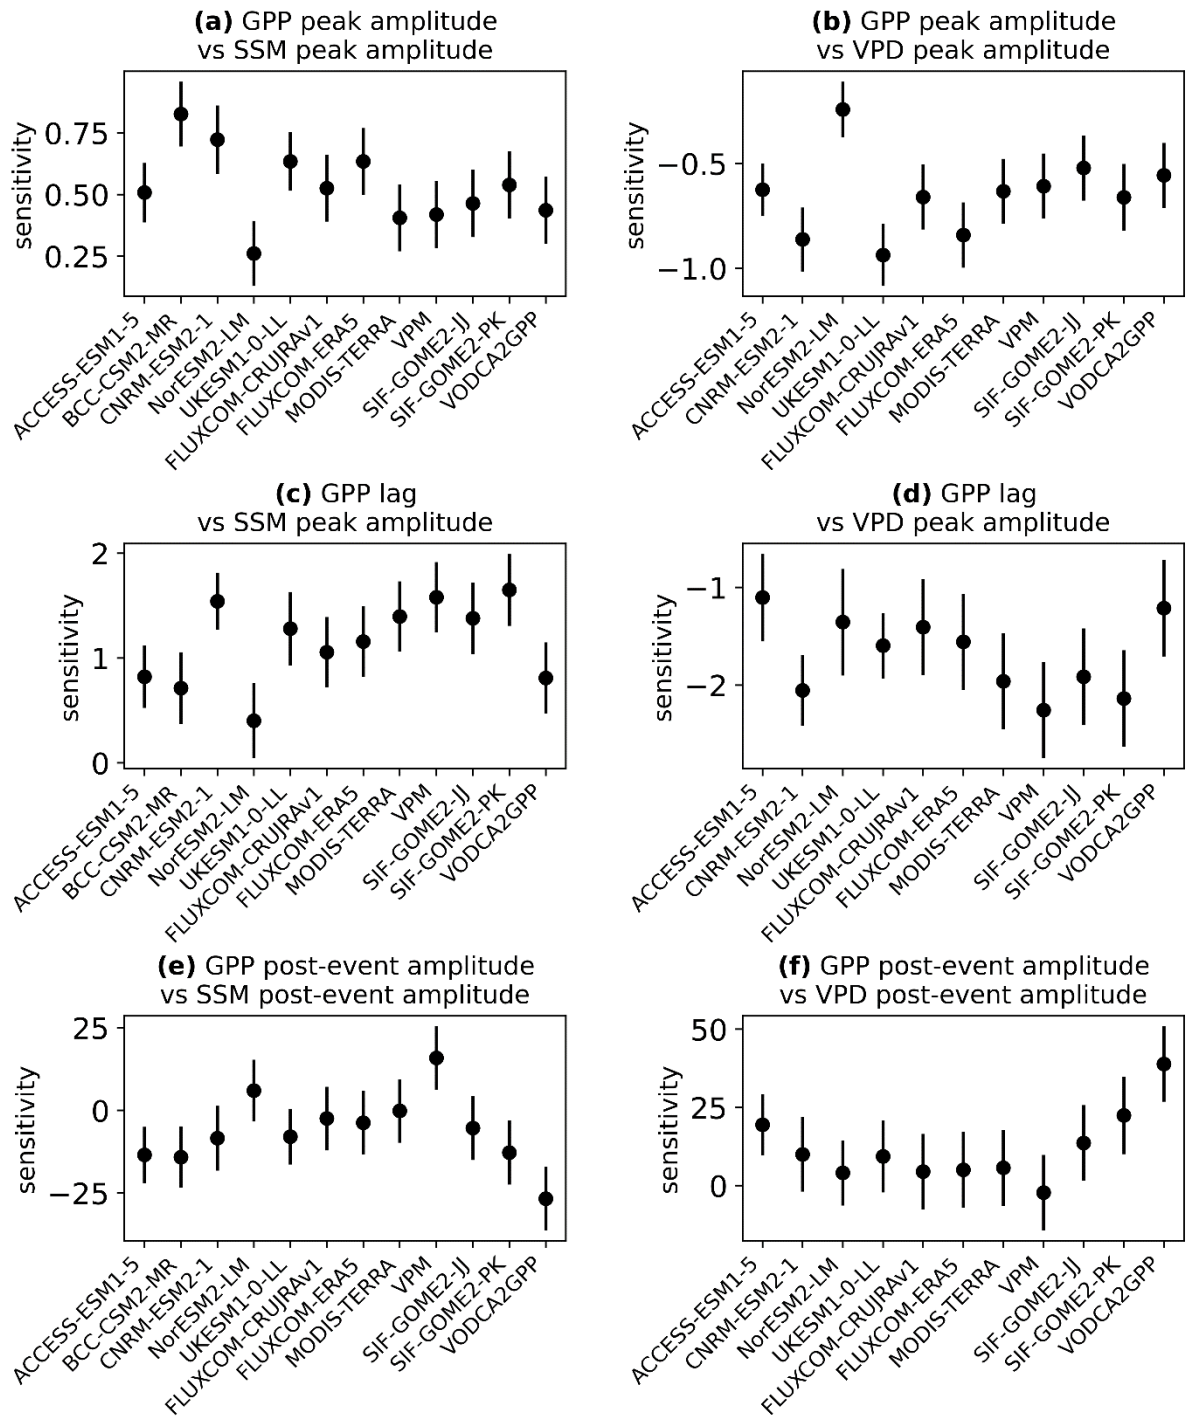 (a) GPP peak amplitude
vs SSM peak amplitude
sensitivity
0.75
0.50
0.25
ACCESS-ESM1-5
BCC-CSM2-MR
CNRM-ESM2-1
NorESM2-LM
UKESM1-0-LL
FLUXCOM-CRUJRAv1
FLUXCOM-ERA5
MODIS-TERRA
VPM
SIF-GOME2-JJ
SIF-GOME2-PK
VODCA2GPP
(b) GPP peak amplitude
vs VPD peak amplitude
sensitivity
−0.5
−1.0
ACCESS-ESM1-5
CNRM-ESM2-1
NorESM2-LM
UKESM1-0-LL
FLUXCOM-CRUJRAv1
FLUXCOM-ERA5
MODIS-TERRA
VPM
SIF-GOME2-JJ
SIF-GOME2-PK
VODCA2GPP
(c) GPP lag
vs SSM peak amplitude
sensitivity
2
1
0
ACCESS-ESM1-5
BCC-CSM2-MR
CNRM-ESM2-1
NorESM2-LM
UKESM1-0-LL
FLUXCOM-CRUJRAv1
FLUXCOM-ERA5
MODIS-TERRA
VPM
SIF-GOME2-JJ
SIF-GOME2-PK
VODCA2GPP
(d) GPP lag
vs VPD peak amplitude
sensitivity
−1
−2
ACCESS-ESM1-5
CNRM-ESM2-1
NorESM2-LM
UKESM1-0-LL
FLUXCOM-CRUJRAv1
FLUXCOM-ERA5
MODIS-TERRA
VPM
SIF-GOME2-JJ
SIF-GOME2-PK
VODCA2GPP
(e) GPP post-event amplitude
vs SSM post-event amplitude
sensitivity
25
0
−25
ACCESS-ESM1-5
BCC-CSM2-MR
CNRM-ESM2-1
NorESM2-LM
UKESM1-0-LL
FLUXCOM-CRUJRAv1
FLUXCOM-ERA5
MODIS-TERRA
VPM
SIF-GOME2-JJ
SIF-GOME2-PK
VODCA2GPP
(f) GPP post-event amplitude
vs VPD post-event amplitude
sensitivity
50
25
0
ACCESS-ESM1-5
CNRM-ESM2-1
NorESM2-LM
UKESM1-0-LL
FLUXCOM-CRUJRAv1
FLUXCOM-ERA5
MODIS-TERRA
VPM
SIF-GOME2-JJ
SIF-GOME2-PK
VODCA2GPP